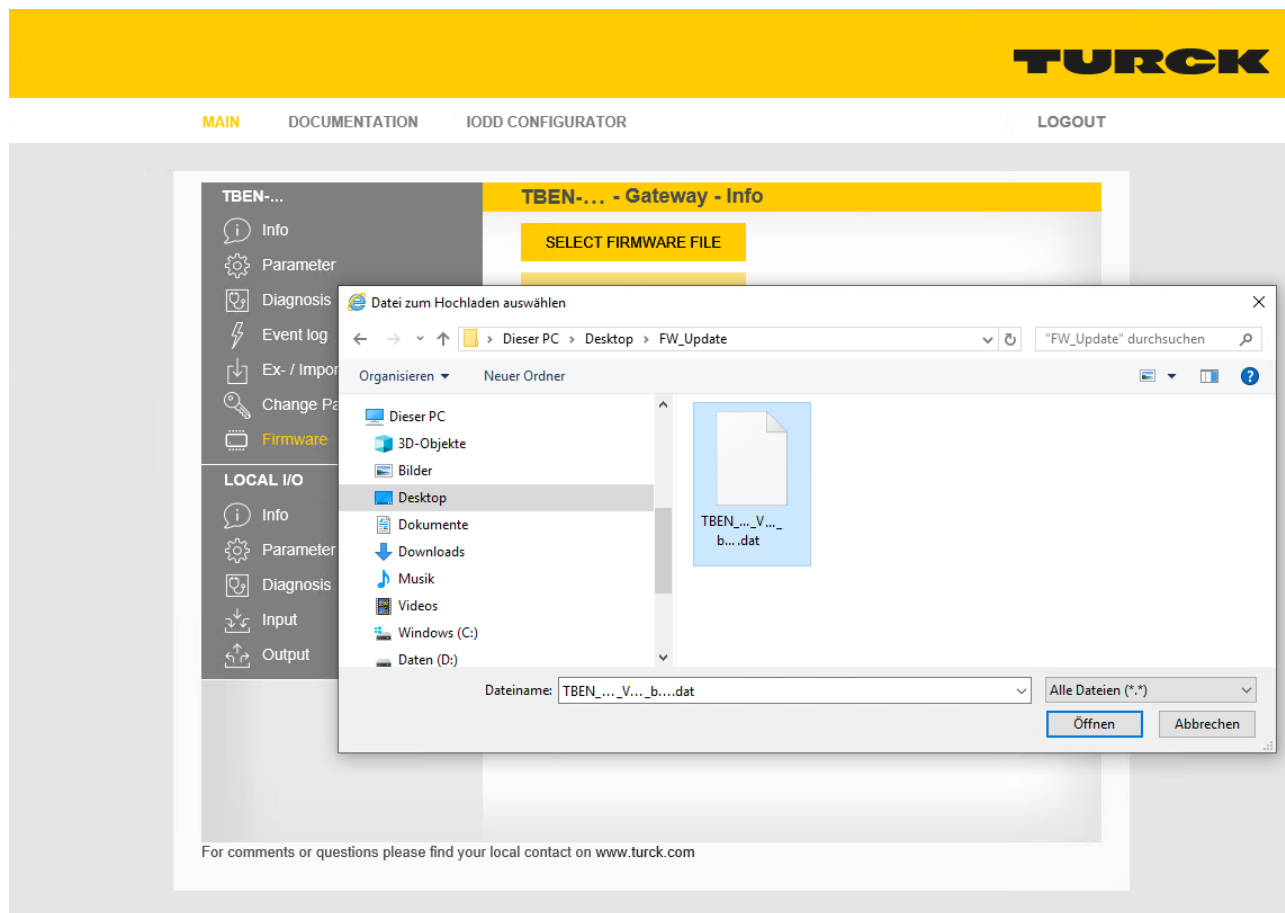 TURCK
MAIN DOCUMENTATION IODD CONFIGURATOR LOGOUT
TBEN-...
Info
Parameter
Diagnosis
Event log
Ex- / Impor
Change Pa
Firmware
LOCAL I/O
Info
Parameter
Diagnosis
Input
Output
TBEN-... - Gateway - Info
SELECT FIRMWARE FILE
Datei zum Hochladen auswählen
Dieser PC > Desktop > FW_Update
"FW_Update" durchsuchen
Organisieren Neuer Ordner
Dieser PC
3D-Objekte
Bilder
Desktop
Dokumente
Downloads
Musik
Videos
Windows (C:)
Daten (D:)
TBEN_..._V..._
b... .dat
Dateiname: TBEN_..._V..._b....dat
Alle Dateien (*.*)
Öffnen Abbrechen
For comments or questions please find your local contact on www.turck.com